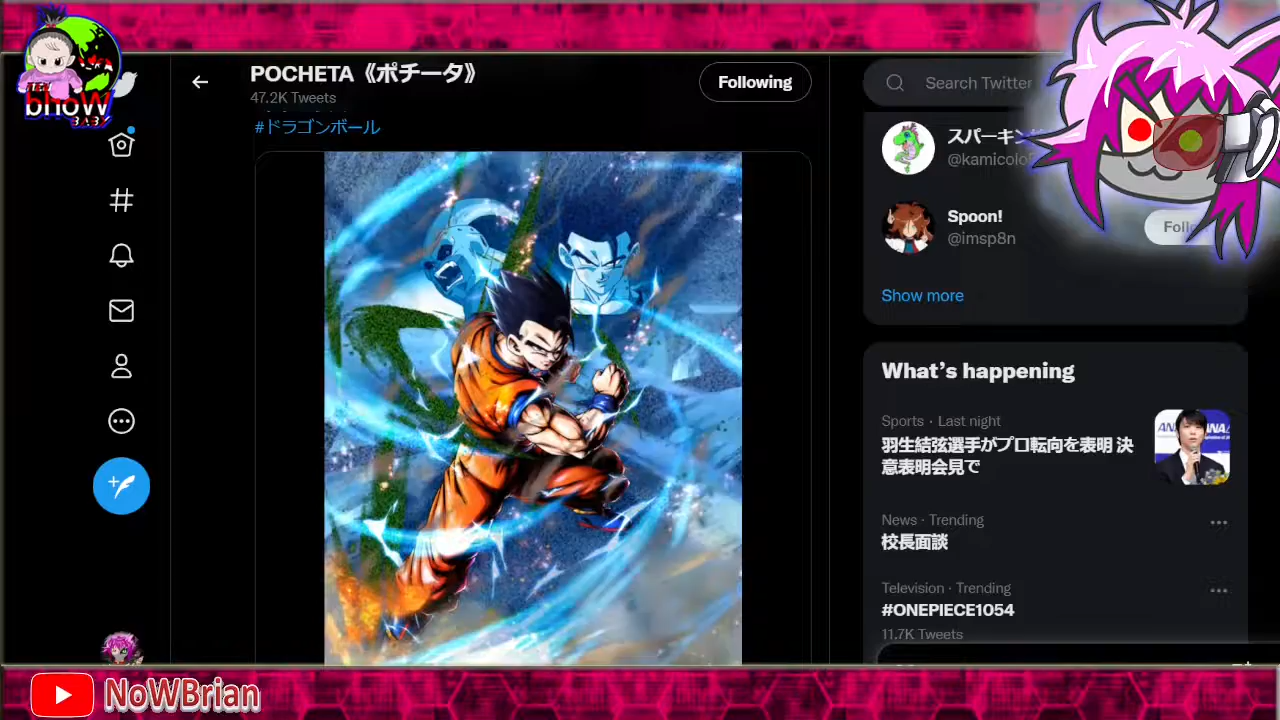 POCHETA《ポチータ》
47.2K Tweets
Following
#ドラゴンボール
Search Twitter
スパーキン
@kamicolo
Spoon!
@imsp8n
Show more
What's happening
Sports · Last night
羽生結弦選手がプロ転向を表明 決
意表明会見で
News · Trending
校長面談
Television · Trending
#ONEPIECE1054
11.7K Tweets
NoWBrian